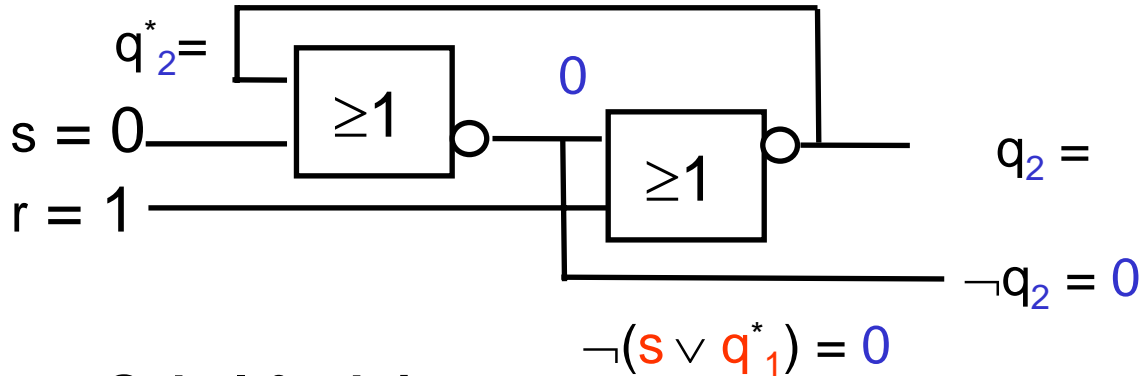 q*2=
0
≥1
s = 0
q2 =
≥1
r = 1
¬q2 = 0
¬(s ∨ q*1) = 0